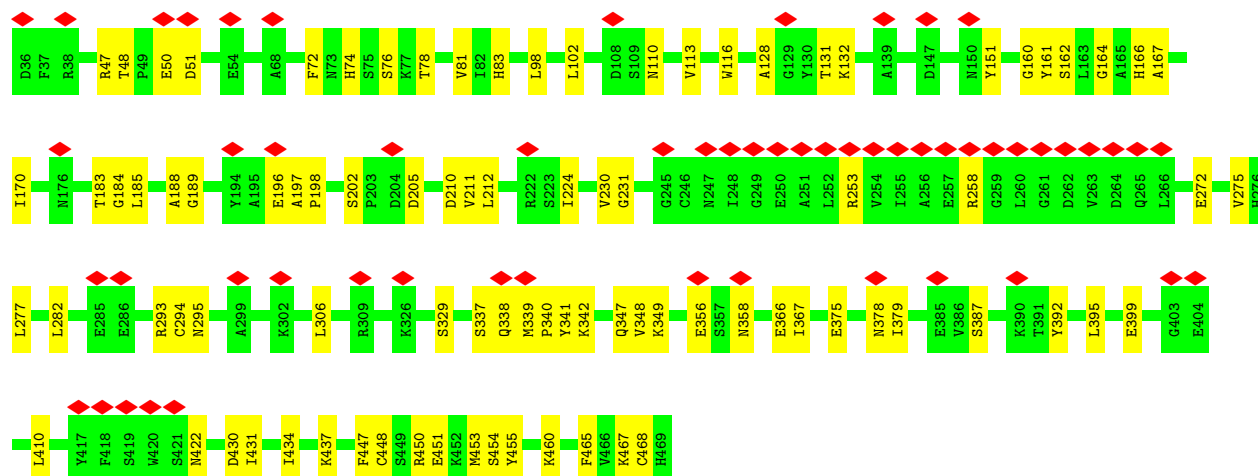 D36 F37 R38 R47 T48 P49 E50 D51 E54 A68 F72 N73 H74 S75 S76 K77 T78 V81 I82 H83 L98 L102 D108 S109 N110 V113 W116 A128 G129 Y130 T131 K132 A139 D147 N150 Y151 G160 Y161 S162 L163 G164 A165 H166 A167
I170 N176 T183 G184 L185 A188 G189 Y194 A195 E196 A197 P198 S202 P203 D204 D205 D210 V211 L212 R222 S223 I224 V230 G231 G245 C246 N247 I248 G249 E250 A251 L252 R253 V254 I255 A256 E257 R258 G259 L260 G261 D262 V263 D264 Q265 L266 E272 V275 H276
L277 L282 E285 F286 R293 C294 N295 A299 K302 L306 R309 K326 S329 S337 Q338 M339 P340 Y341 K342 Q347 V348 K349 E356 S357 N358 E366 I367 E375 N378 I379 E385 V386 S387 K390 T391 Y392 L395 E399 G403 E404
L410 Y417 F418 S419 W420 S421 N422 D430 I431 I434 K437 F447 C448 S449 R450 E451 K452 M453 S454 Y455 K460 F465 V466 K467 C468 H469